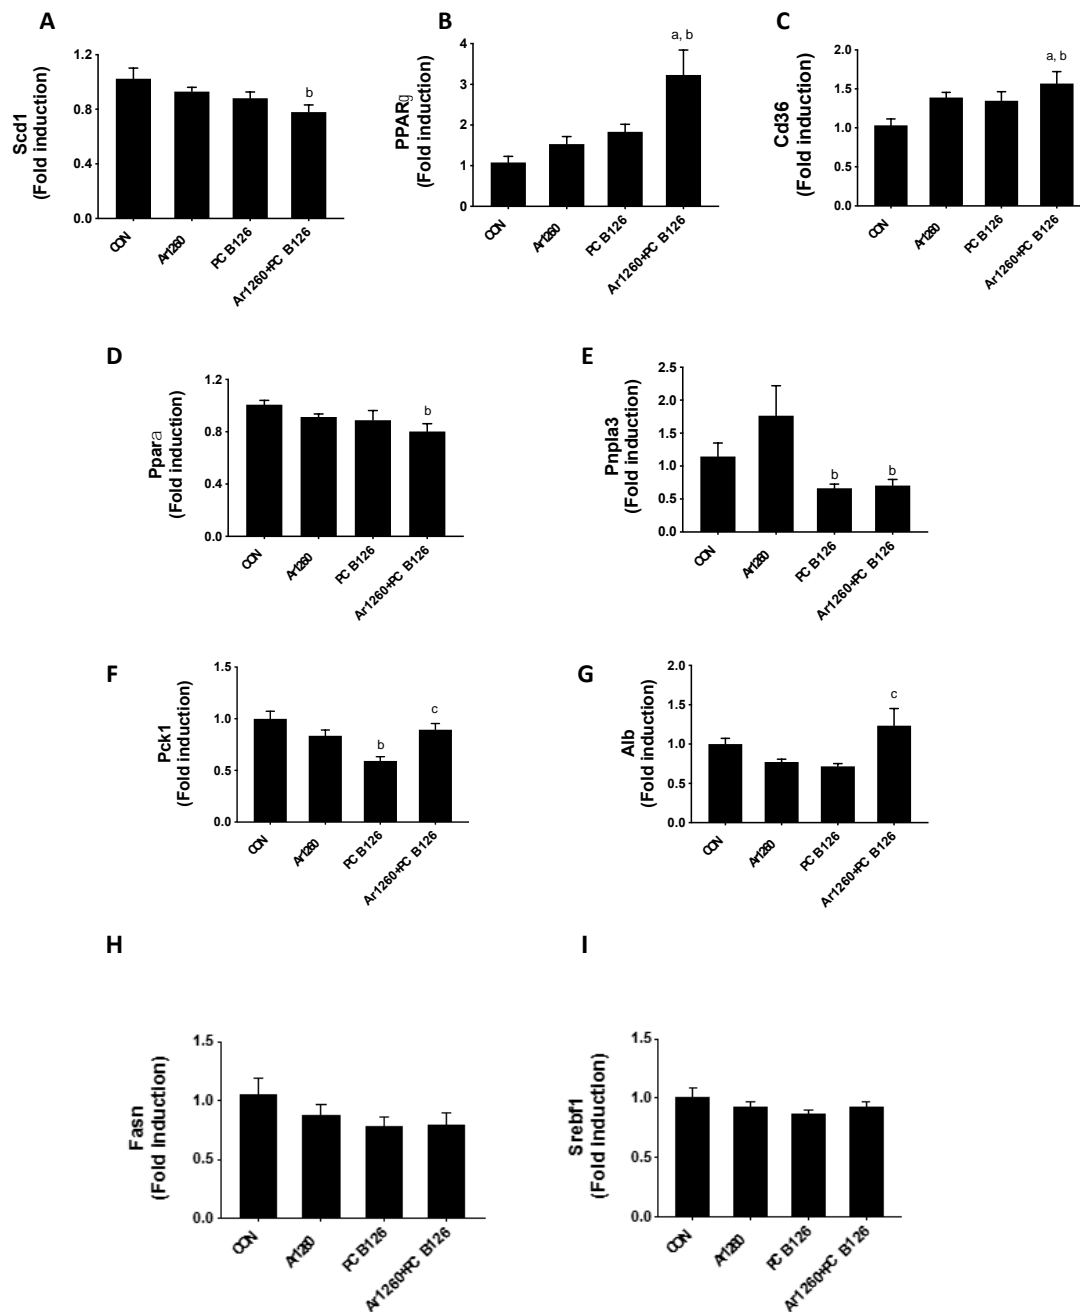 A
Scd1
(Fold induction)
1.2
0.8
0.4
0.0
b
CON
Ar1260
PC B126
Ar1260+PC B126
B
PPARg
(Fold induction)
4
3
2
1
0
a, b
CON
Ar1260
PC B126
Ar1260+PC B126
C
Cd36
(Fold induction)
2.0
1.5
1.0
0.5
0.0
a, b
CON
Ar1260
PC B126
Ar1260+PC B126
D
Ppara
(Fold induction)
1.2
0.8
0.4
0.0
b
CON
Ar1260
PC B126
Ar1260+PC B126
E
Pnpla3
(Fold induction)
2.5
2.0
1.5
1.0
0.5
0.0
b
b
CON
Ar1260
PC B126
Ar1260+PC B126
F
Pck1
(Fold induction)
1.5
1.0
0.5
0.0
b
c
CON
Ar1260
PC B126
Ar1260+PC B126
G
Alb
(Fold induction)
2.0
1.5
1.0
0.5
0.0
c
CON
Ar1260
PC B126
Ar1260+PC B126
H
Fasn
(Fold Induction)
1.5
1.0
0.5
0.0
CON
Ar1260
PC B126
Ar1260+PC B126
I
Srebf1
(Fold Induction)
1.5
1.0
0.5
0.0
CON
Ar1260
PC B126
Ar1260+PC B126